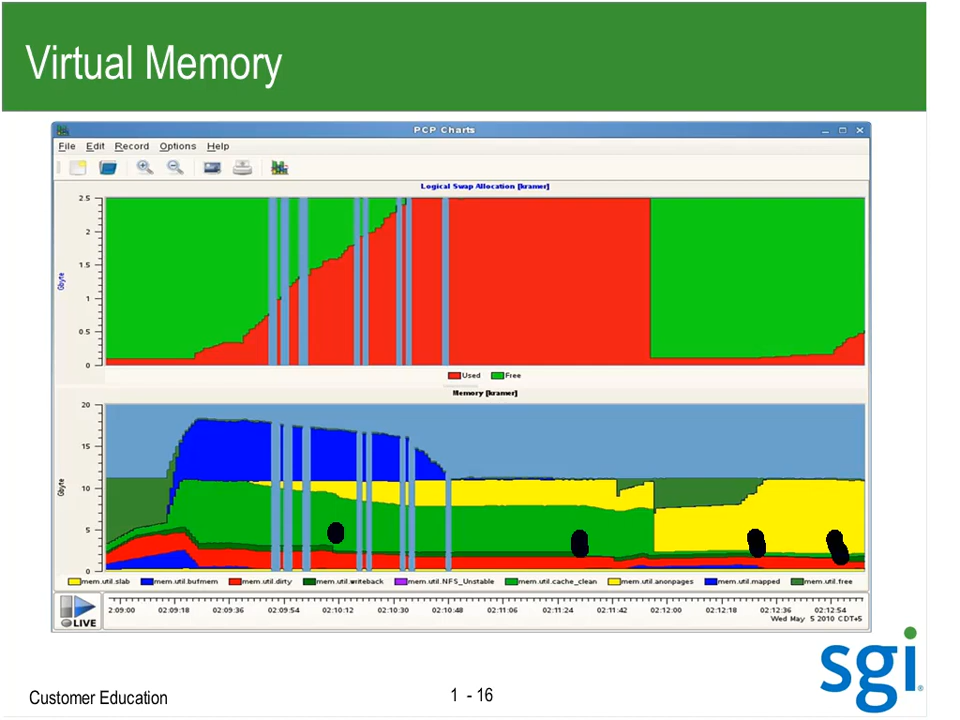 Virtual Memory
PCP Charts
File Edit Record Options Help
Logical Swap Allocation [kramer]
2.5
2
1.5
1
0.5
0
Gbyte
Used Free
Memory [kramer]
20
15
10
5
0
Gbyte
mem.util.slab mem.util.bufmem mem.util.dirty mem.util.writeback mem.util.NFS_Unstable mem.util.cache_clean mem.util.anonpages mem.util.mapped mem.util.free
LIVE
2:09:00 02:09:18 02:09:36 02:09:54 02:10:12 02:10:30 02:10:48 02:11:06 02:11:24 02:11:42 02:12:00 02:12:18 02:12:36 02:12:54
Wed May 5 2010 CDT+5
Customer Education
1 - 16
sgi®